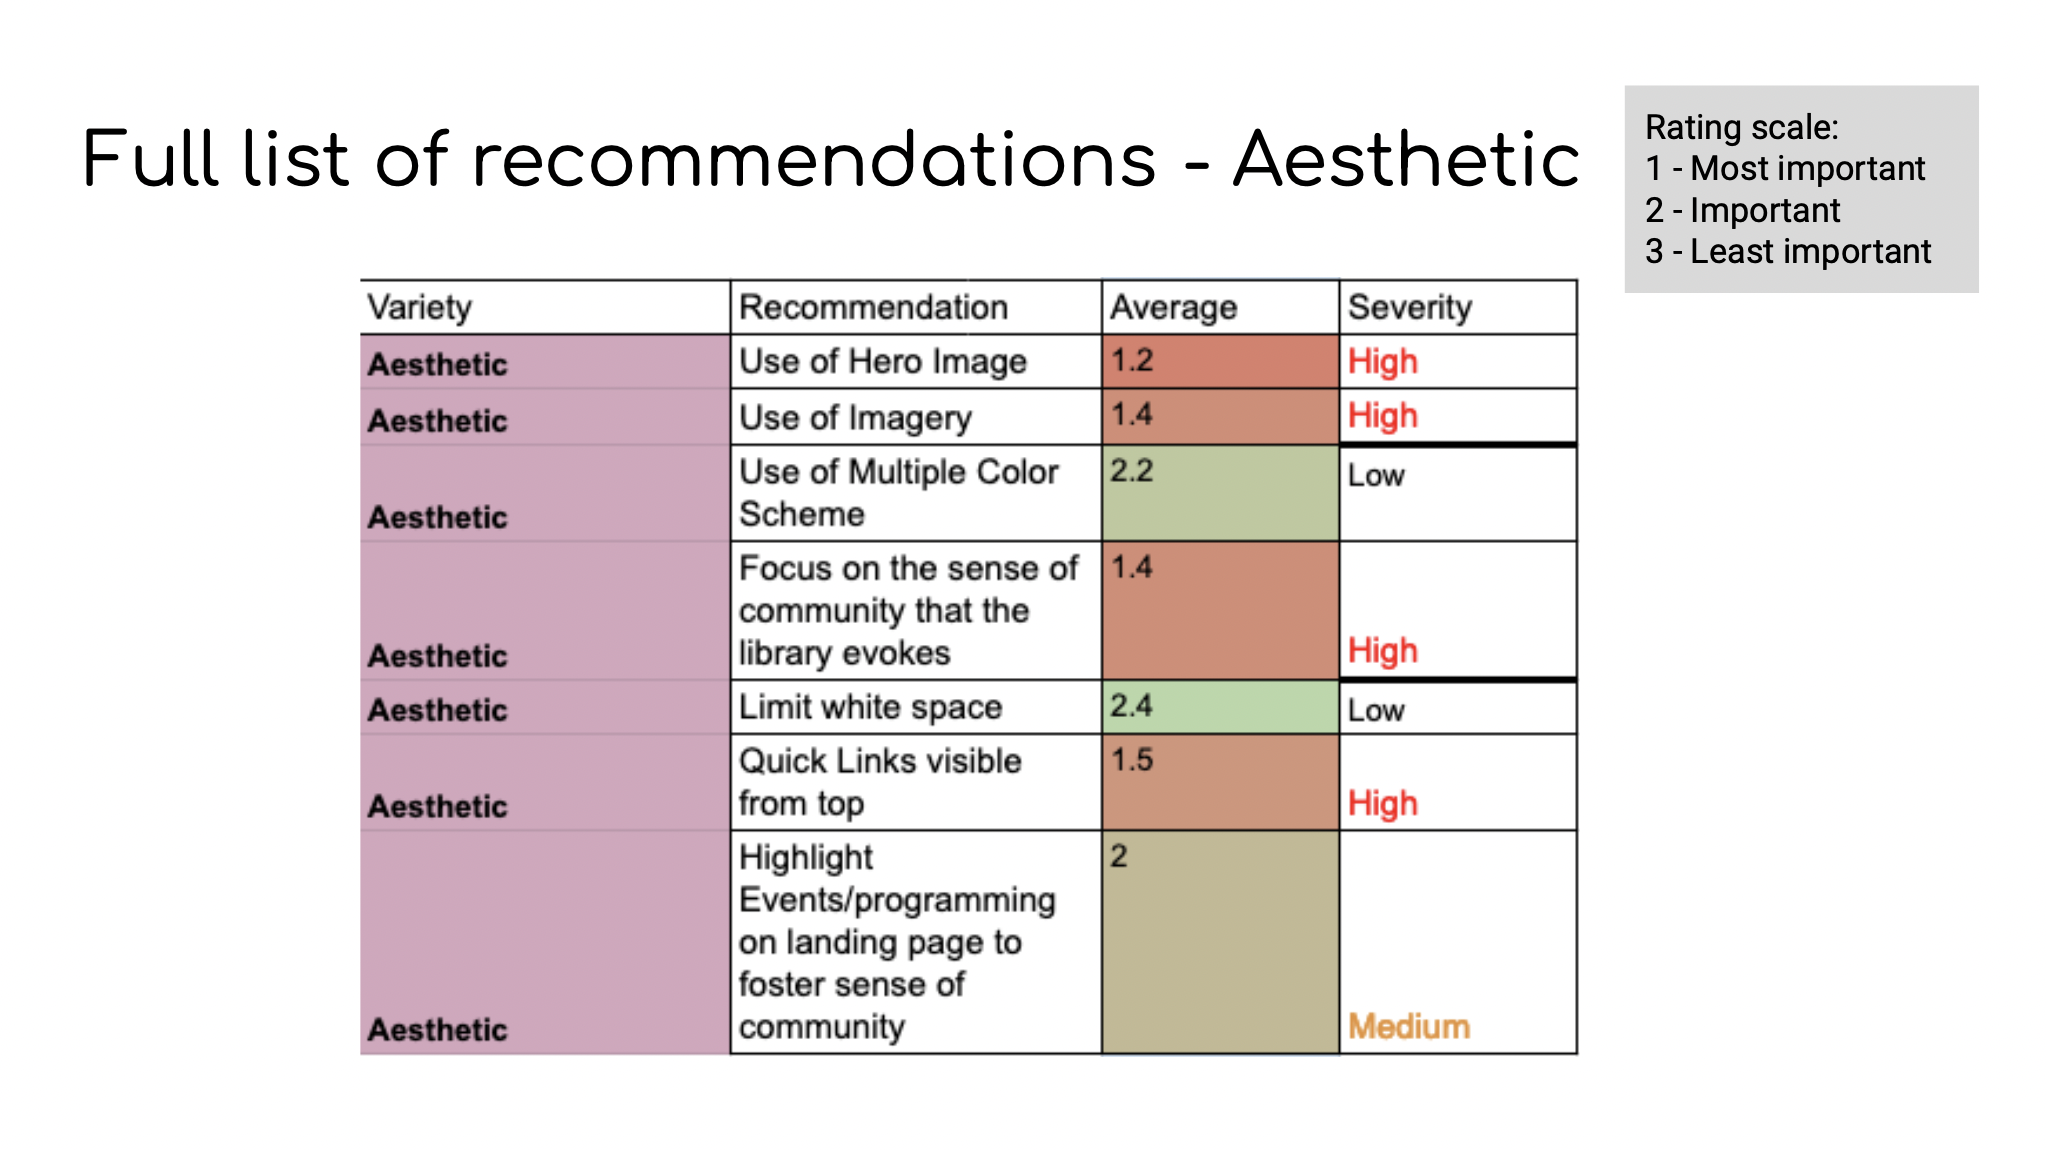 Full list of recommendations - Aesthetic
Rating scale:
1 - Most important
2 - Important
3 - Least important
Variety Recommendation Average Severity
Aesthetic Use of Hero Image 1.2 High
Aesthetic Use of Imagery 1.4 High
Aesthetic Use of Multiple Color 2.2 Low
Scheme
Aesthetic Focus on the sense of 1.4 High
community that the
library evokes
Aesthetic Limit white space 2.4 Low
Aesthetic Quick Links visible 1.5 High
from top
Aesthetic Highlight 2 Medium
Events/programming
on landing page to
foster sense of
community